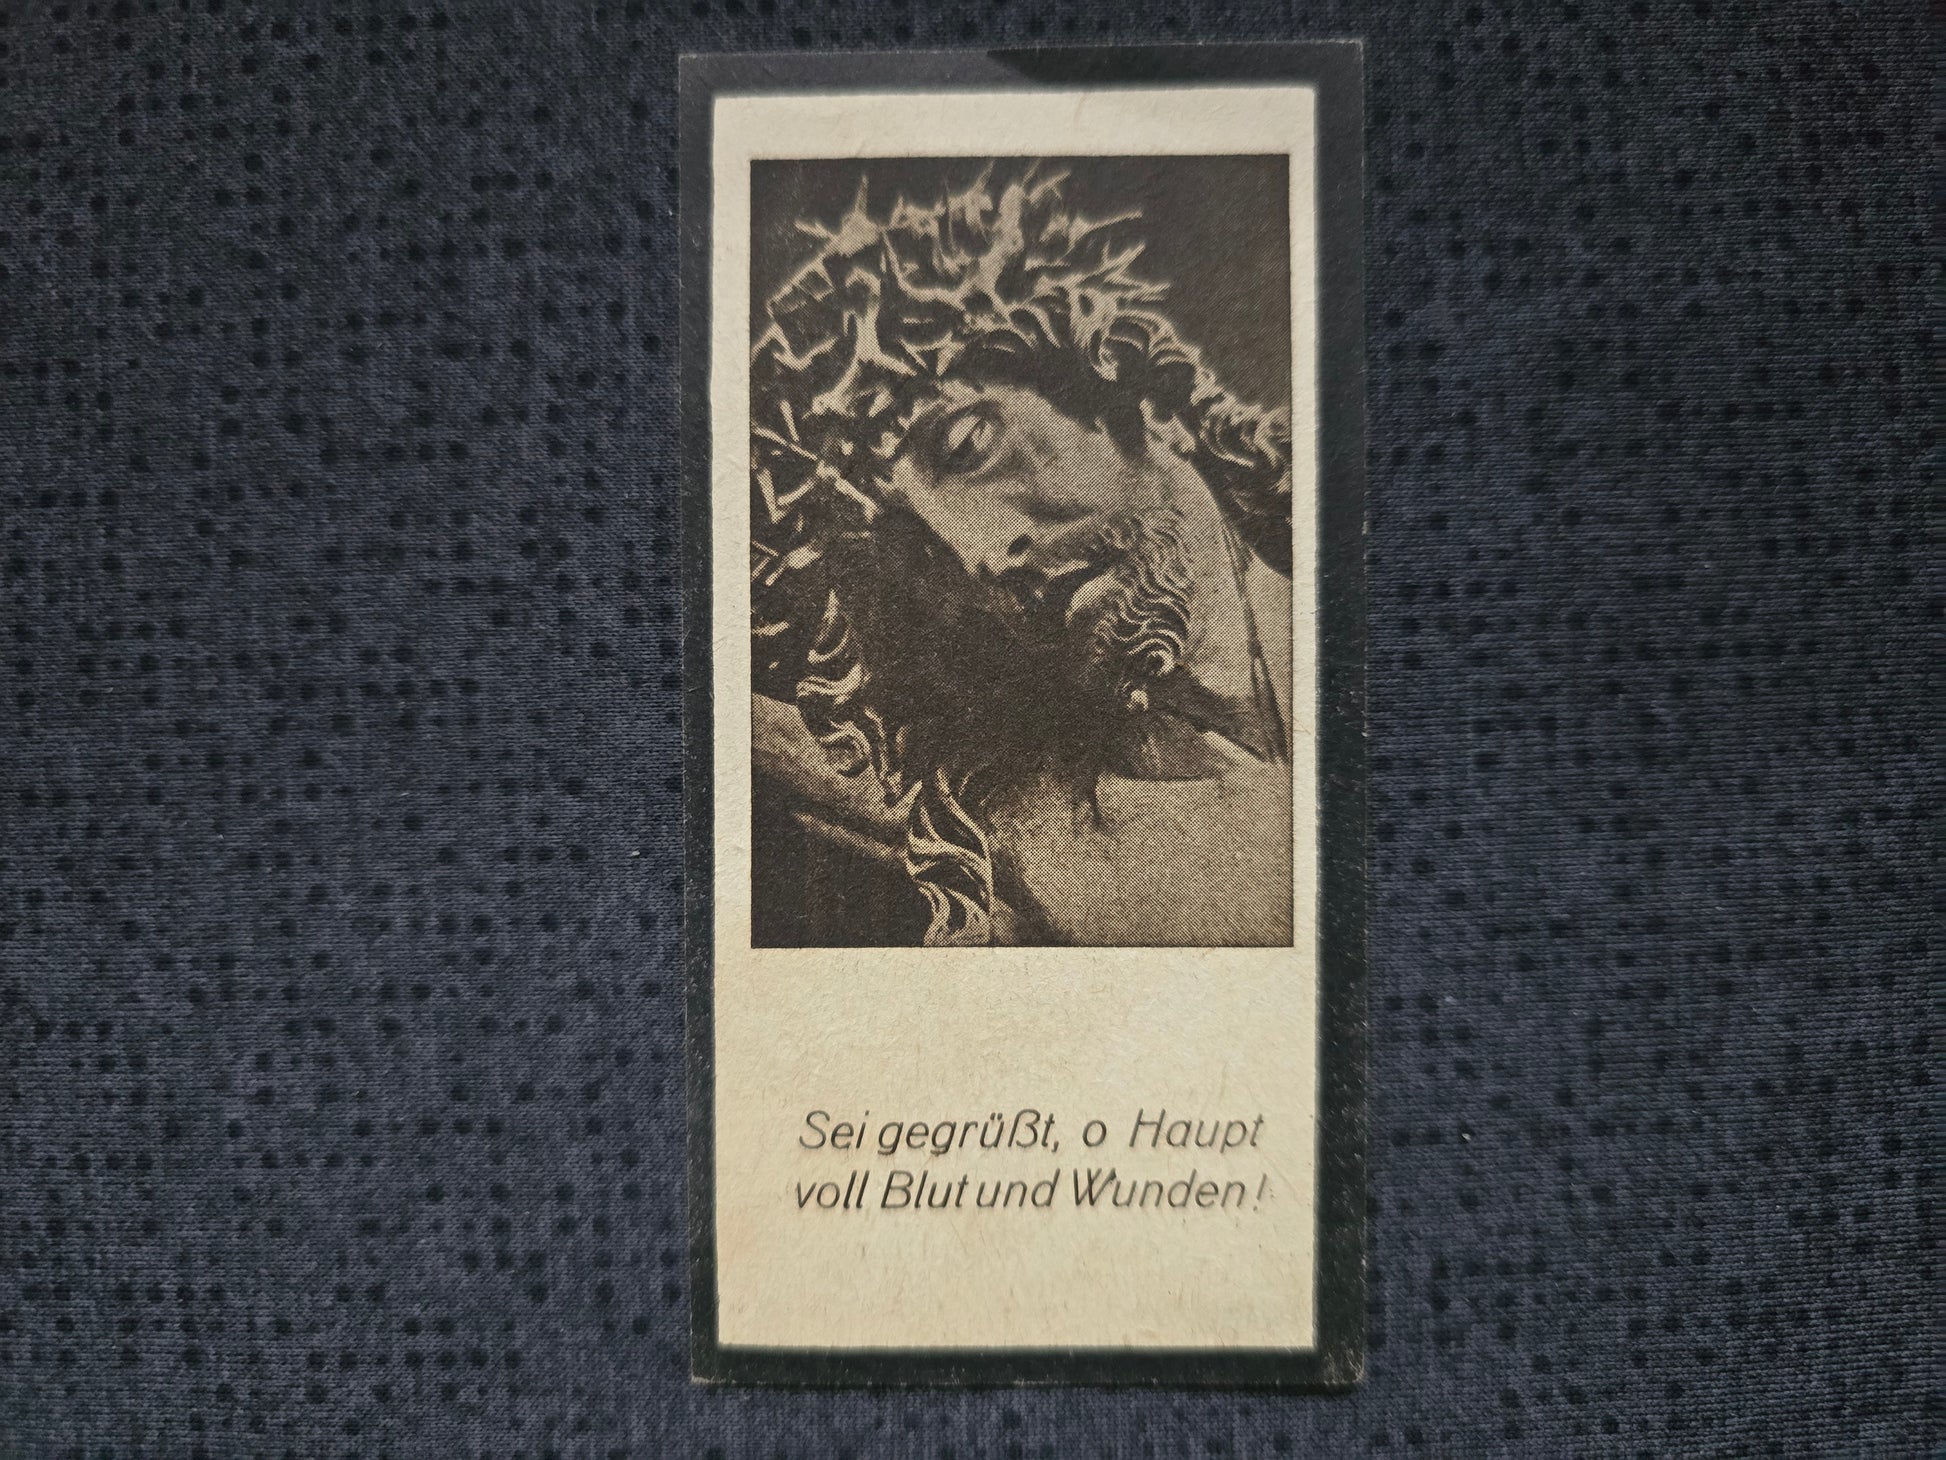 Sei gegrüßt, o Haupt
voll Blut und Wunden!